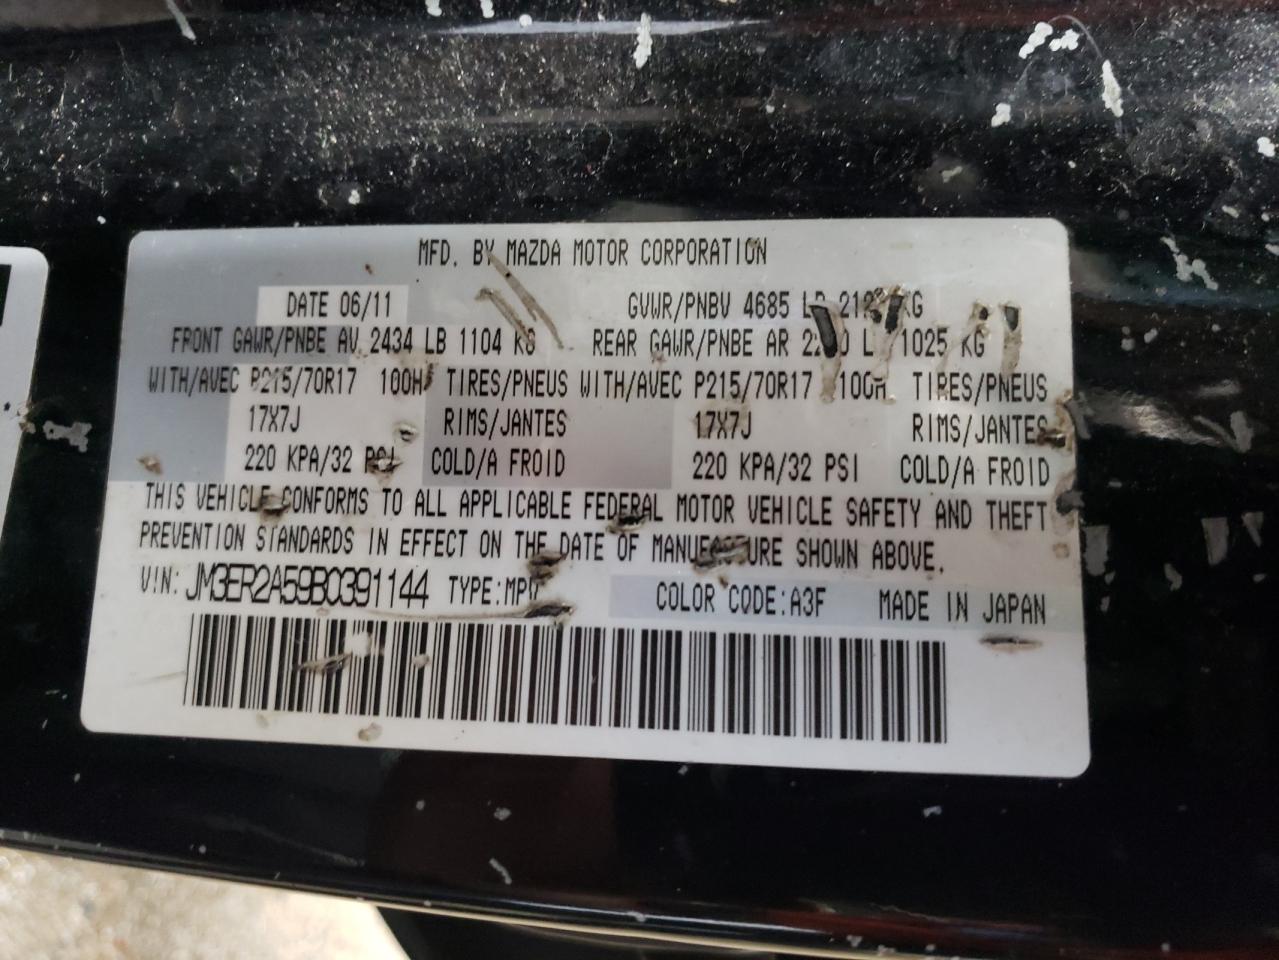 MFD. BY MAZDA MOTOR CORPORATION
DATE 06/11 GVWR/PNBV 4685 KG
FRONT GAWR/PNBE AV 2434 LB 1104 KG REAR GAWR/PNBE AR 1025 KG
WITH/AVEC P215/70R17 100H TIRES/PNEUS WITH/AVEC P215/70R17 100H TIRES/PNEUS
17X7J RIMS/JANTES 17X7J RIMS/JANTES
220 KPA/32 PSI COLD/A FROID 220 KPA/32 PSI COLD/A FROID
THIS VEHICLE CONFORMS TO ALL APPLICABLE FEDERAL MOTOR VEHICLE SAFETY AND THEFT
PREVENTION STANDARDS IN EFFECT ON THE DATE OF MANUFACTURE SHOWN ABOVE.
VIN: JM3ER2A59B0391144 TYPE:MPV COLOR CODE:A3F MADE IN JAPAN